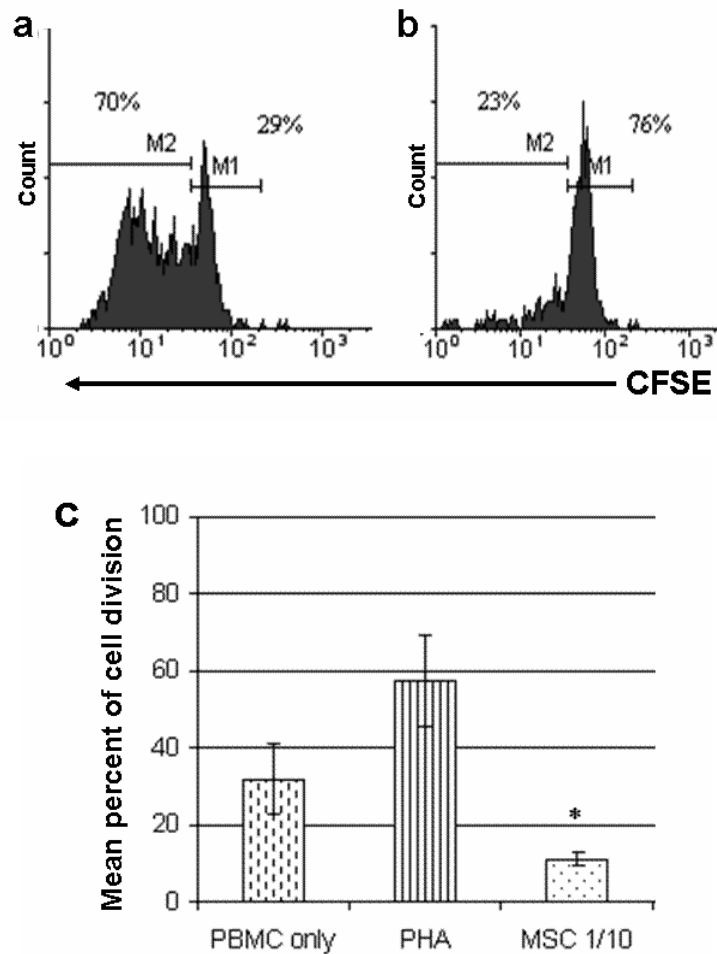 a
70%
29%
M2
M1
Count
10⁰ 10¹ 10² 10³
b
23%
76%
M2
M1
Count
10⁰ 10¹ 10² 10³
CFSE
c
Mean percent of cell division
100
80
60
40
20
0
*
PBMC only PHA MSC 1/10